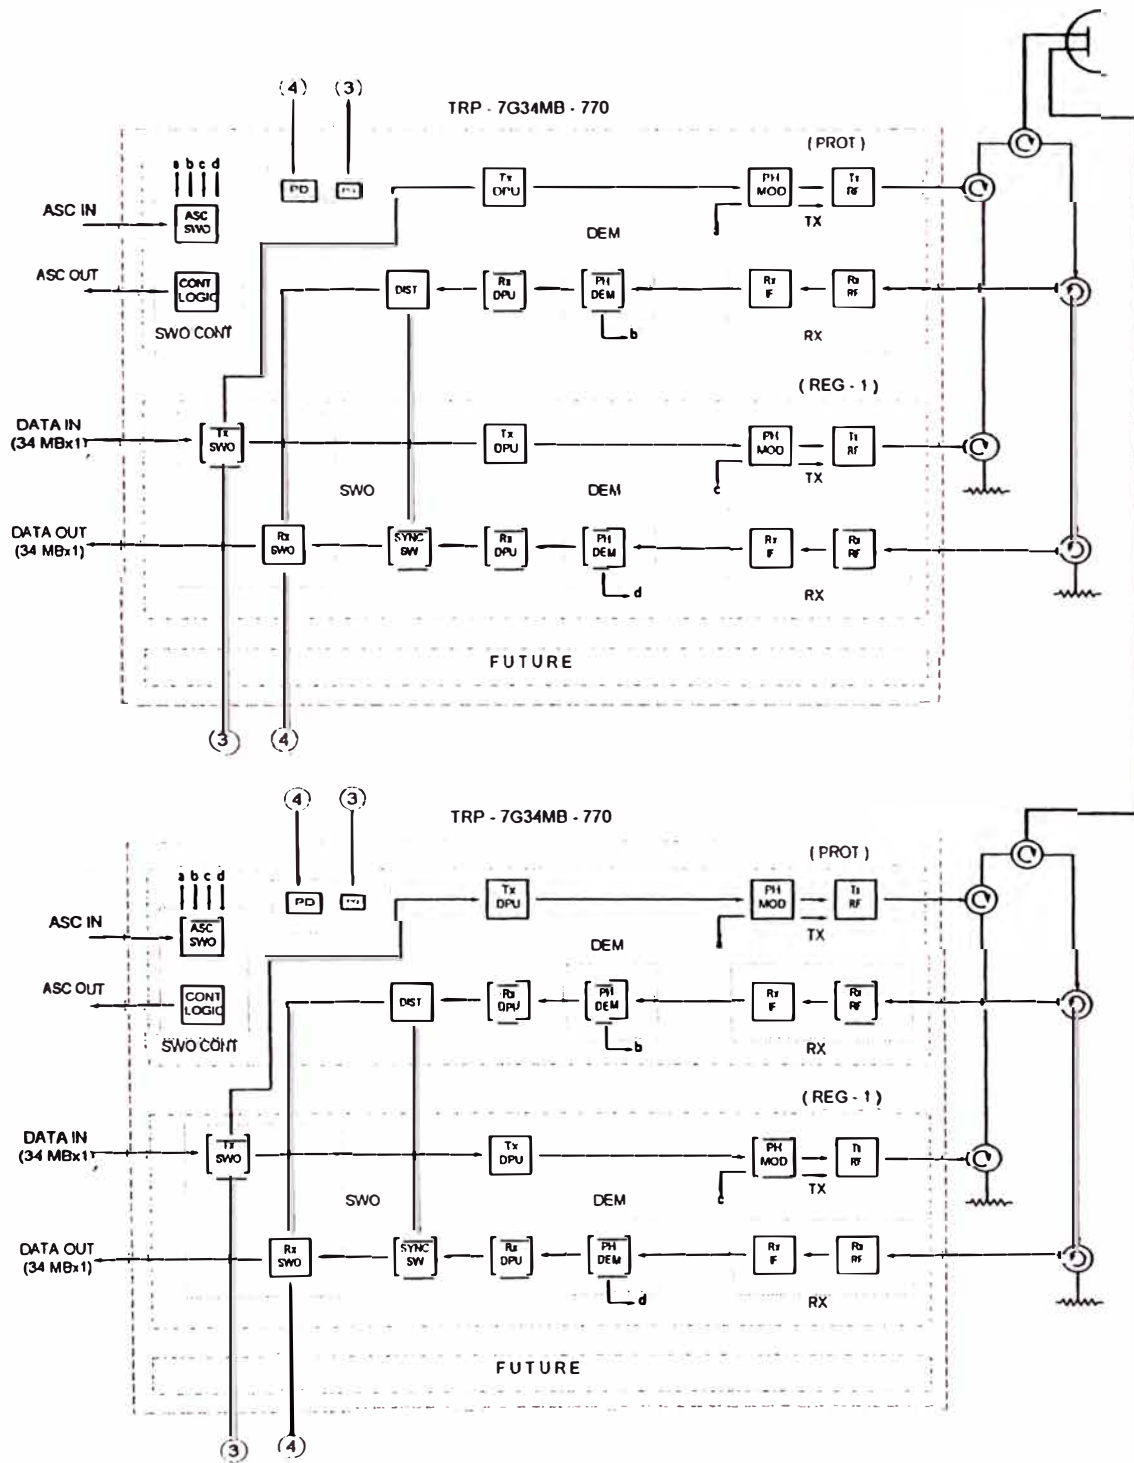 (4) (3)
TRP - 7G34MB - 770
(PROT)
a b c d
PD
Tx DPU
PH MOD
Tx RF
ASC IN
ASC SWO
TX
DEM
a
ASC OUT
CONT LOGIC
DIST
Rx DPU
PH DEM
Rx IF
Rx RF
SWO CONT
b
RX
(REG - 1)
DATA IN
(34 MBx1)
Tx SWO
Tx DPU
PH MOD
Tx RF
SWO
DEM
c
TX
DATA OUT
(34 MBx1)
Rx SWO
SYNC SW
Rx DPU
PH DEM
Rx IF
Rx RF
d
RX
FUTURE
3 4
4 3
TRP - 7G34MB - 770
(PROT)
a b c d
PD
Tx DPU
PH MOD
Tx RF
ASC IN
ASC SWO
TX
DEM
ASC OUT
CONT LOGIC
DIST
Rx DPU
PH DEM
Rx IF
Rx RF
SWO CONT
b
RX
(REG - 1)
DATA IN
(34 MBx1)
Tx SWO
Tx DPU
PH MOD
Tx RF
SWO
DEM
c
TX
DATA OUT
(34 MBx1)
Rx SWO
SYNC SW
Rx DPU
PH DEM
Rx IF
Rx RF
d
RX
FUTURE
3 4